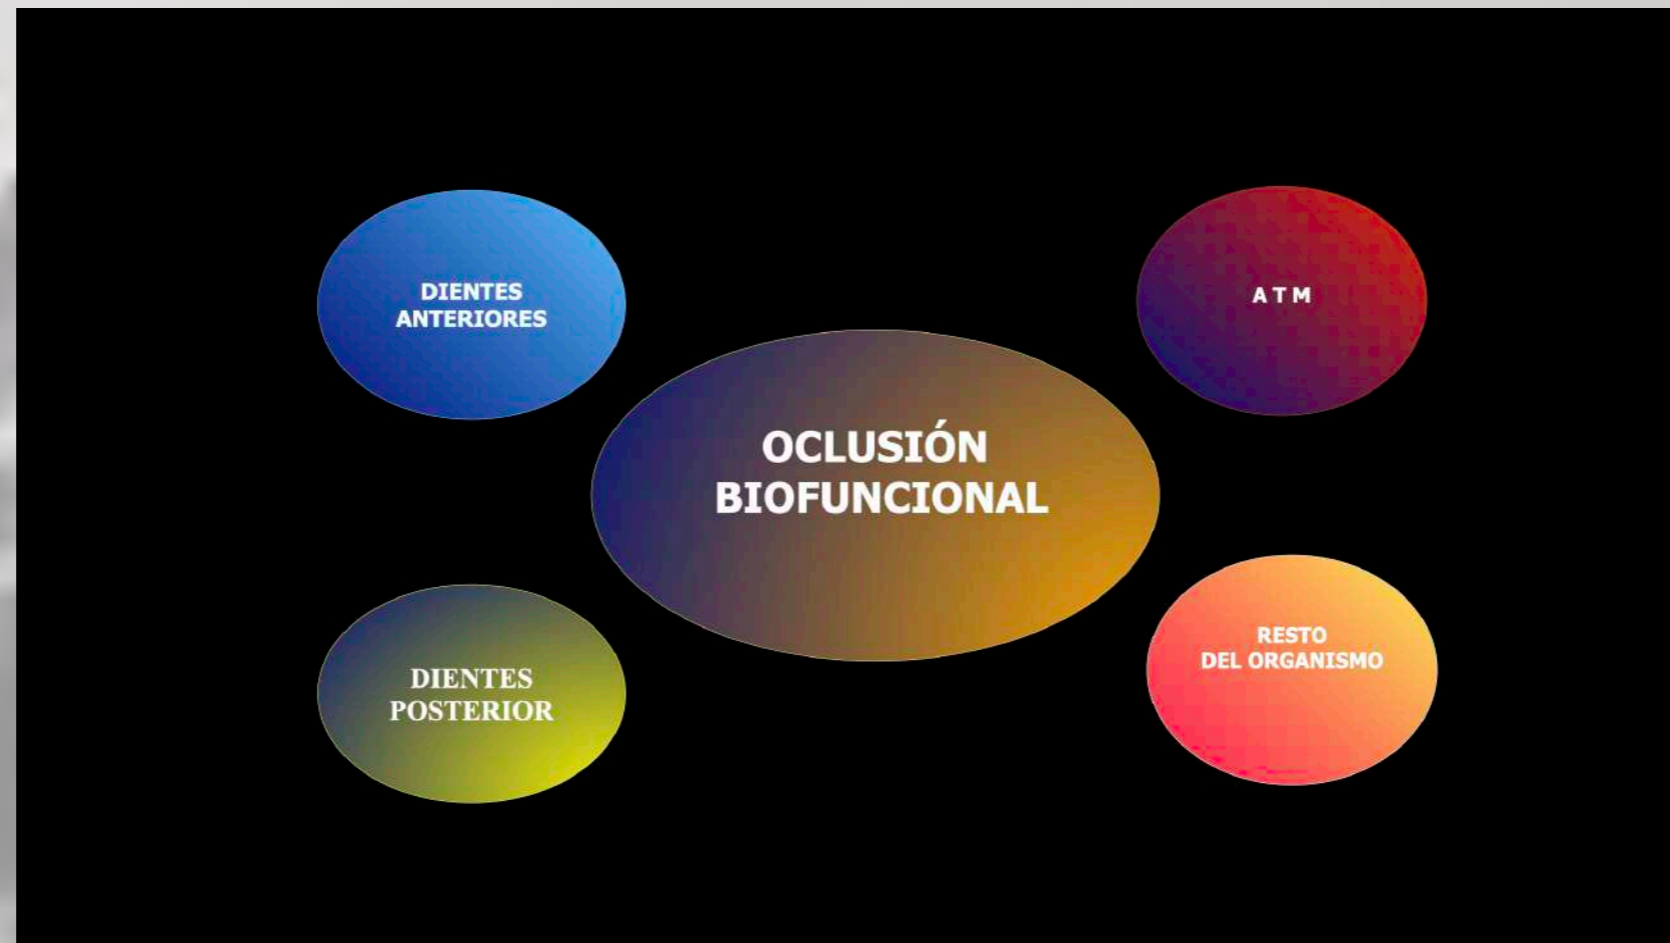 DIENTES
ANTERIORES
A T M
OCLUSIÓN
BIOFUNCIONAL
DIENTES
POSTERIOR
RESTO
DEL ORGANISMO